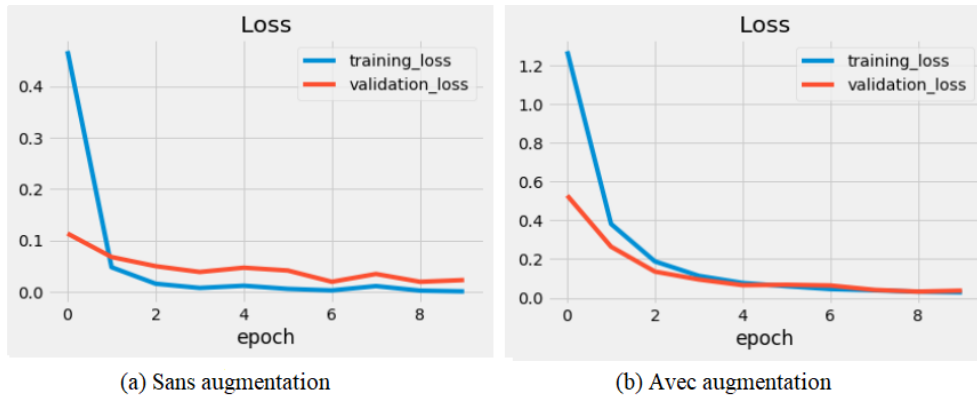 Loss
training_loss
validation_loss
0.4
0.3
0.2
0.1
0.0
0 2 4 6 8
epoch
(a) Sans augmentation
Loss
training_loss
validation_loss
1.2
1.0
0.8
0.6
0.4
0.2
0.0
0 2 4 6 8
epoch
(b) Avec augmentation